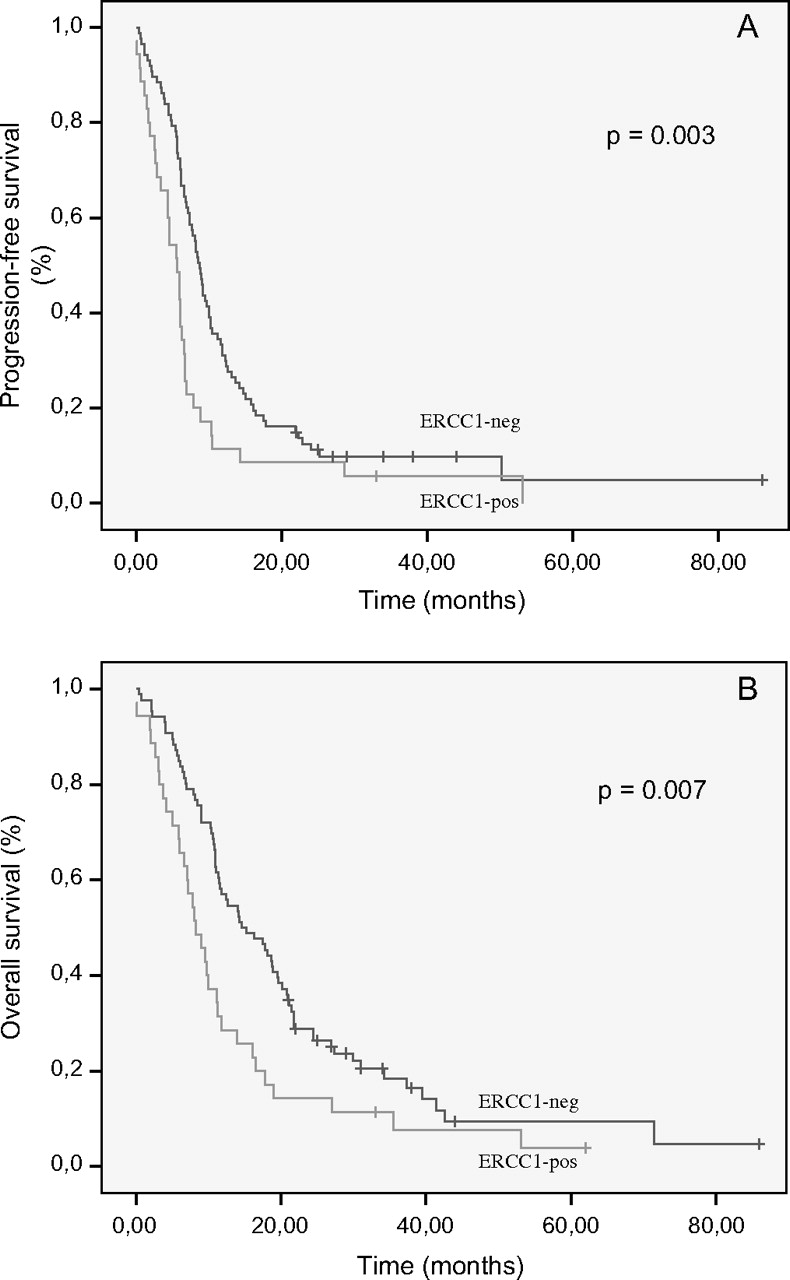 A
p = 0.003
Progression-free survival
(%)
1,0
0,8
0,6
0,4
0,2
0,0
ERCC1-neg
ERCC1-pos
0,00 20,00 40,00 60,00 80,00
Time (months)
B
p = 0.007
Overall survival (%)
1,0
0,8
0,6
0,4
0,2
0,0
ERCC1-neg
ERCC1-pos
0,00 20,00 40,00 60,00 80,00
Time (months)